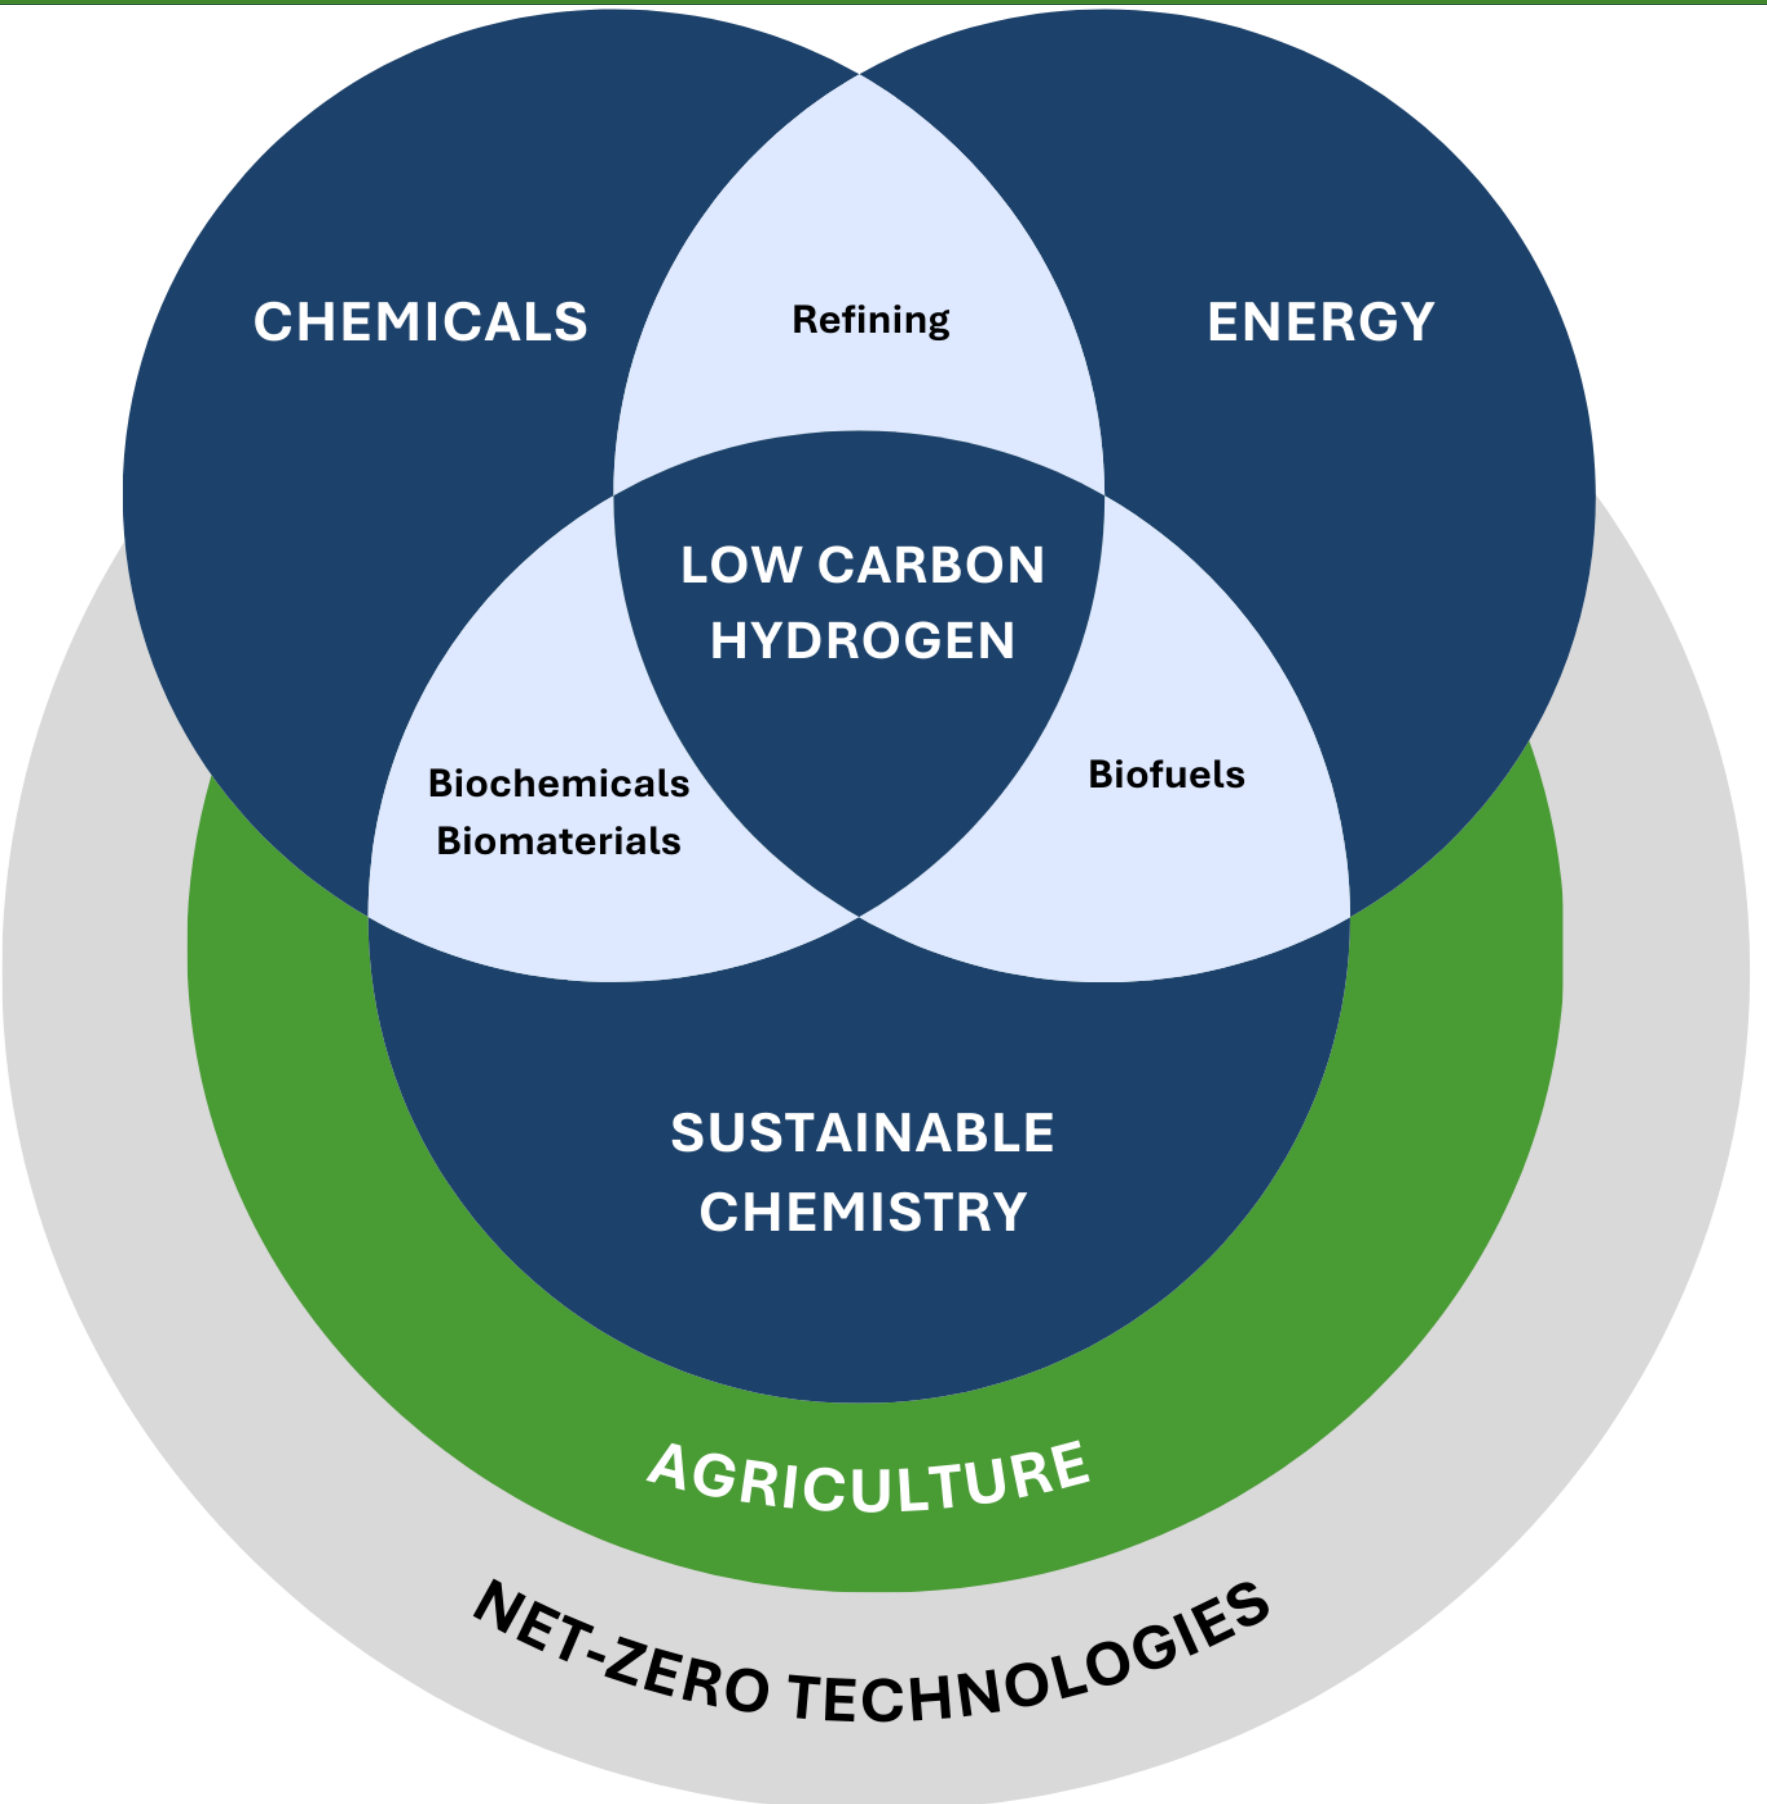 CHEMICALS
Refining
ENERGY
LOW CARBON
HYDROGEN
Biochemicals
Biomaterials
Biofuels
SUSTAINABLE
CHEMISTRY
AGRICULTURE
NET-ZERO TECHNOLOGIES